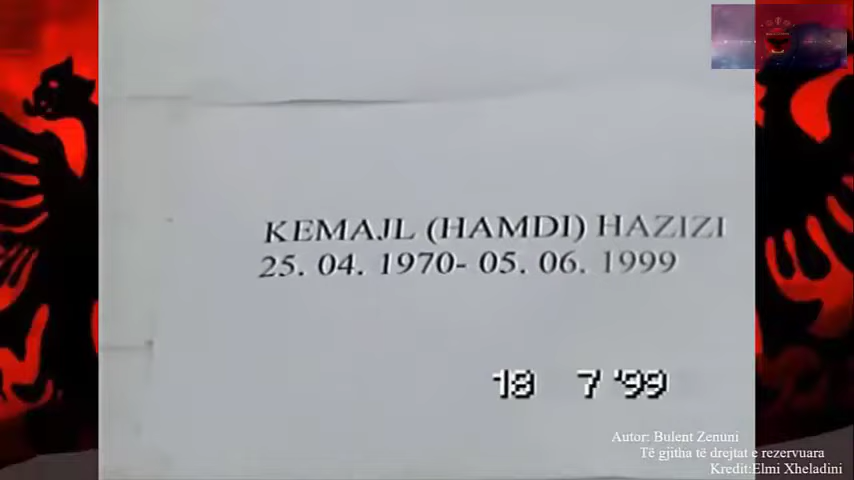 KEMAJL (HAMDI) HAZIZI
25. 04. 1970- 05. 06. 1999
18 7 '99
Autor: Bulent Zenuni
Të gjitha të drejtat e rezervuara
Kredit:Elmi Xheladini